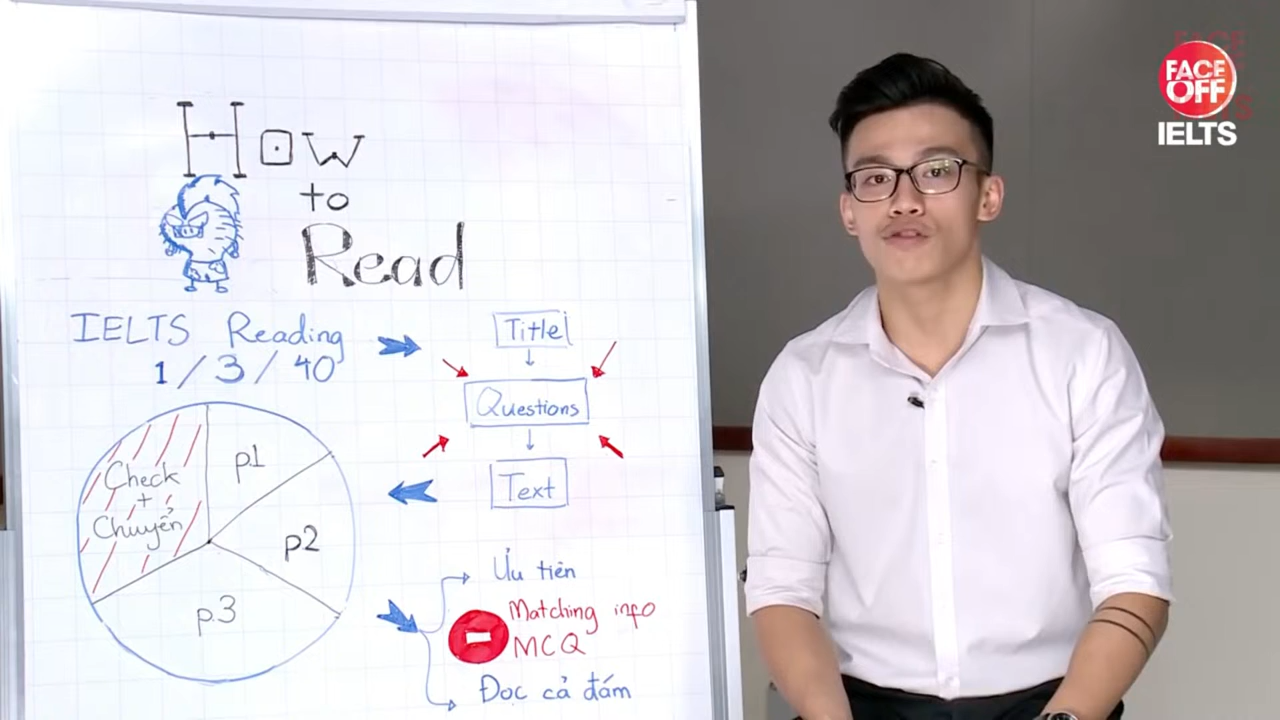 How
to
Read
IELTS Reading
1 / 3 / 40
Title
Questions
Text
Check
+
Chuyển
p1
p2
p.3
Ưu tiên
Matching info
MCQ
Đọc cả đám
FACE
OFF
IELTS